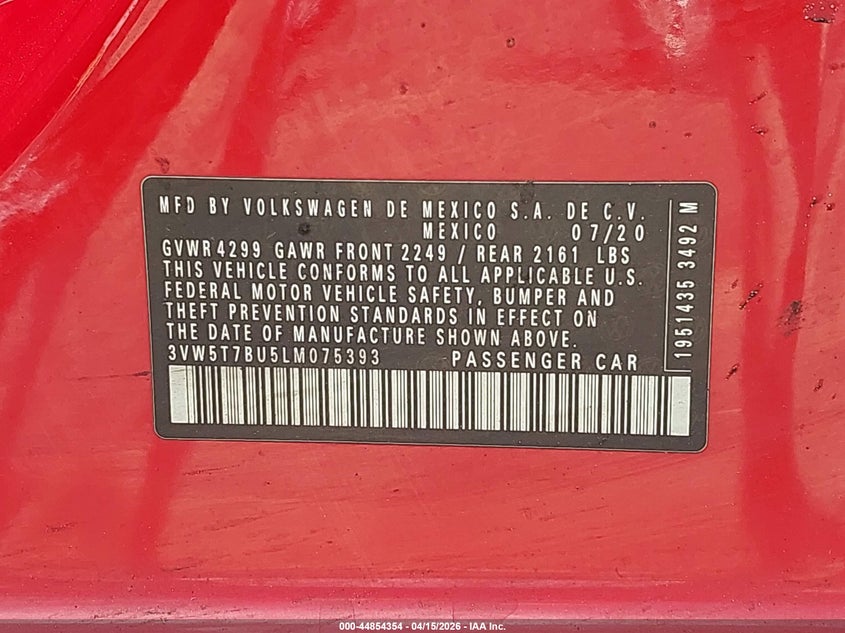 MFD BY VOLKSWAGEN DE MEXICO S.A. DE C.V.
MEXICO 07/20
GVWR 4299 GAWR FRONT 2249 / REAR 2161 LBS
THIS VEHICLE CONFORMS TO ALL APPLICABLE U.S.
FEDERAL MOTOR VEHICLE SAFETY, BUMPER AND
THEFT PREVENTION STANDARDS IN EFFECT ON
THE DATE OF MANUFACTURE SHOWN ABOVE.
3VW5T7BU5LM075393 PASSENGER CAR
1951435 3492 M
000-44854354 - 04/15/2026 - IAA Inc.